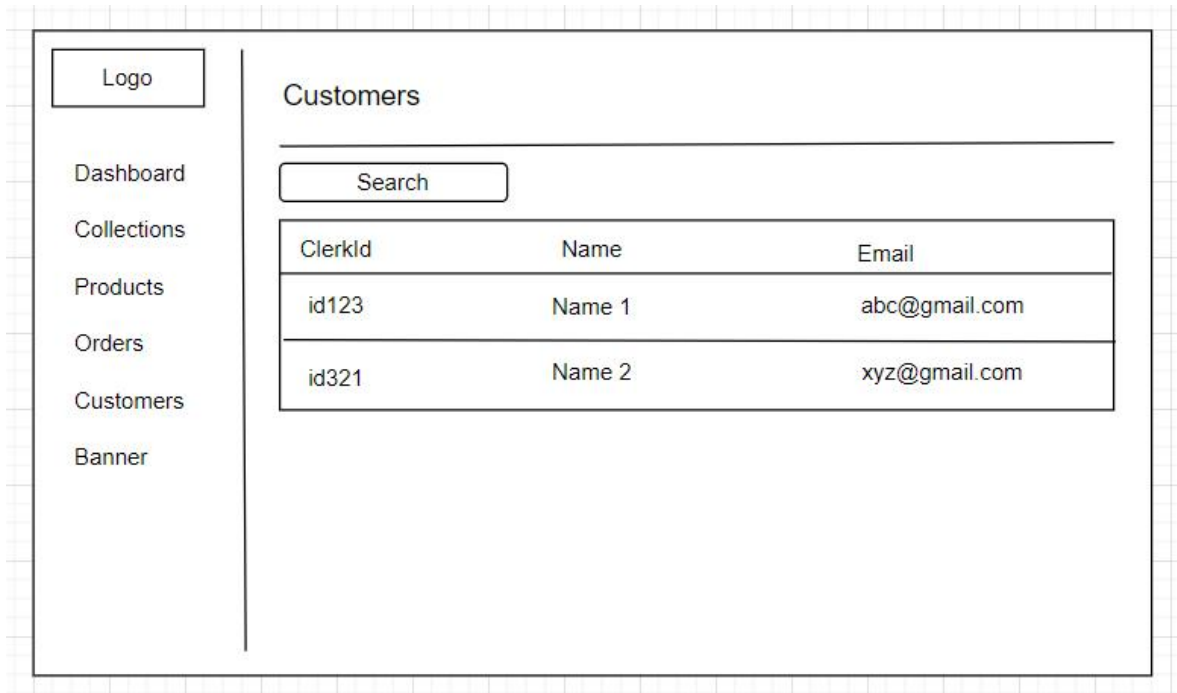 Logo
Dashboard
Collections
Products
Orders
Customers
Banner
Customers
Search
ClerkId Name Email
id123 Name 1 abc@gmail.com
id321 Name 2 xyz@gmail.com